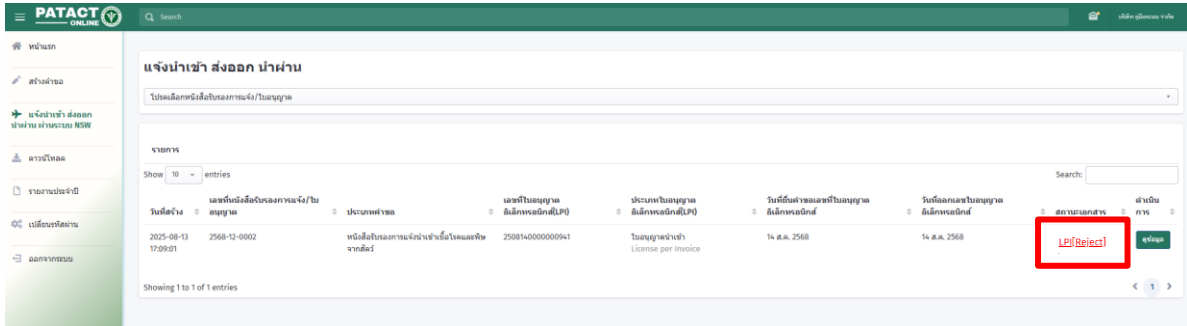 PATACT
ONLINE
Search
บริษัท คู่มือระบบ จำกัด
หน้าแรก
สร้างคำขอ
แจ้งนำเข้า ส่งออก
นำผ่าน ผ่านระบบ NSW
ดาวน์โหลด
รายงานประจำปี
เปลี่ยนรหัสผ่าน
ออกจากระบบ
แจ้งนำเข้า ส่งออก นำผ่าน
โปรดเลือกหนังสือรับรองการแจ้ง/ใบอนุญาต
รายการ
Show 10 entries
Search:
วันที่สร้าง
เลขที่หนังสือรับรองการแจ้ง/ใบ
อนุญาต
ประเภทคำขอ
เลขที่ใบอนุญาต
อิเล็กทรอนิกส์(LPI)
ประเภทใบอนุญาต
อิเล็กทรอนิกส์(LPI)
วันที่ยื่นคำขอเลขที่ใบอนุญาต
อิเล็กทรอนิกส์
วันที่ออกเลขใบอนุญาต
อิเล็กทรอนิกส์
สถานะเอกสาร
ดำเนิน
การ
2025-08-13
17:09:01
2568-12-0002
หนังสือรับรองการแจ้งนำเข้าเชื้อโรคและพิษ
จากสัตว์
2508140000000941
ใบอนุญาตนำเข้า
License per Invoice
14 ส.ค. 2568
14 ส.ค. 2568
LPI[Reject]
ดูข้อมูล
Showing 1 to 1 of 1 entries
1